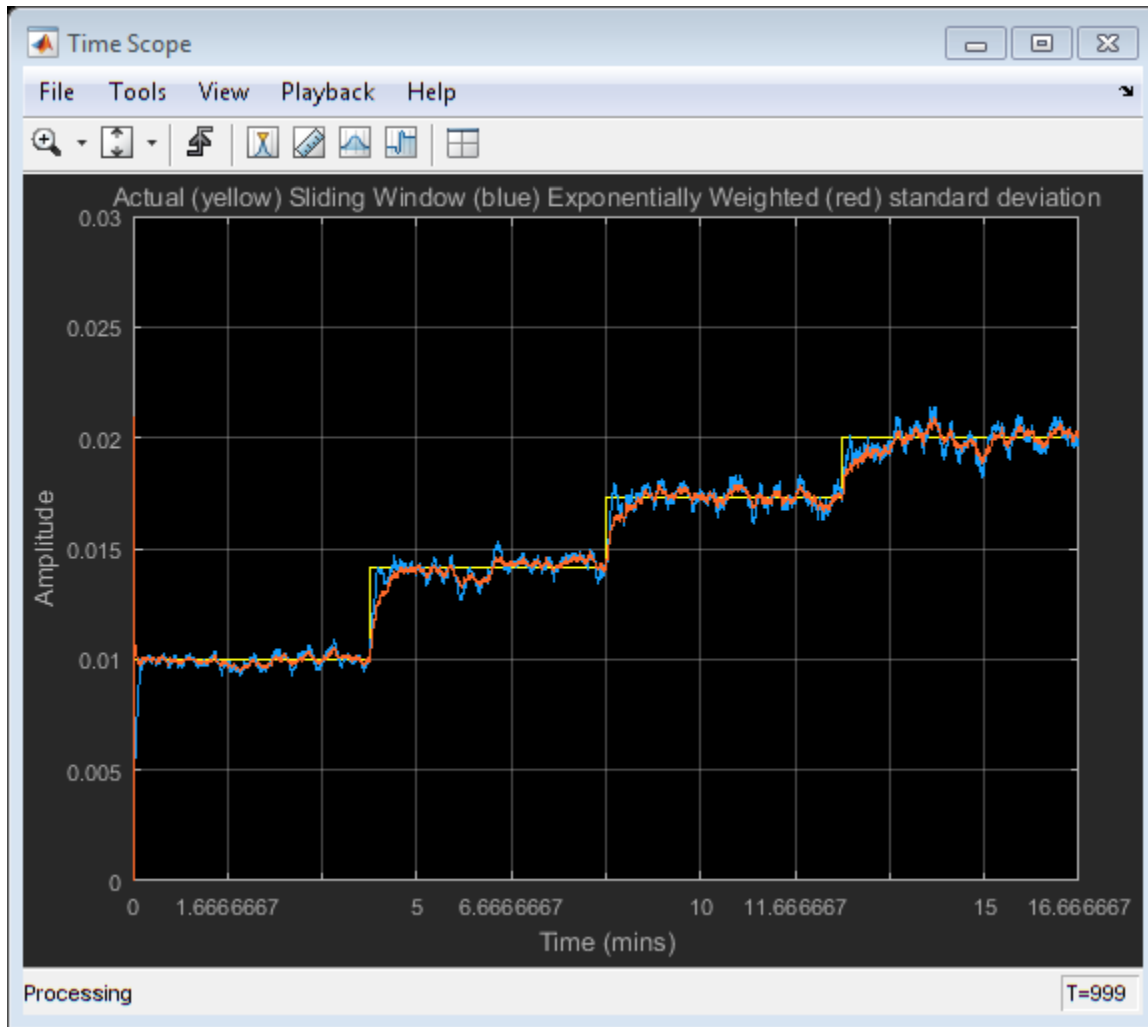 Time Scope
File Tools View Playback Help
Actual (yellow) Sliding Window (blue) Exponentially Weighted (red) standard deviation
0.03
0.025
0.02
0.015
0.01
0.005
0
Amplitude
0 1.6666667 5 6.6666667 10 11.666667 15 16.666667
Time (mins)
Processing T=999